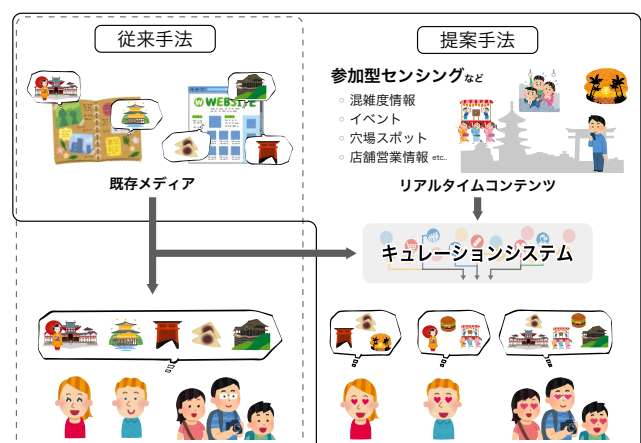 従来手法
提案手法
参加型センシングなど
○ 混雑度情報
○ イベント
○ 穴場スポット
○ 店舗営業情報 etc..
WEBSITE
既存メディア
リアルタイムコンテンツ
キュレーションシステム